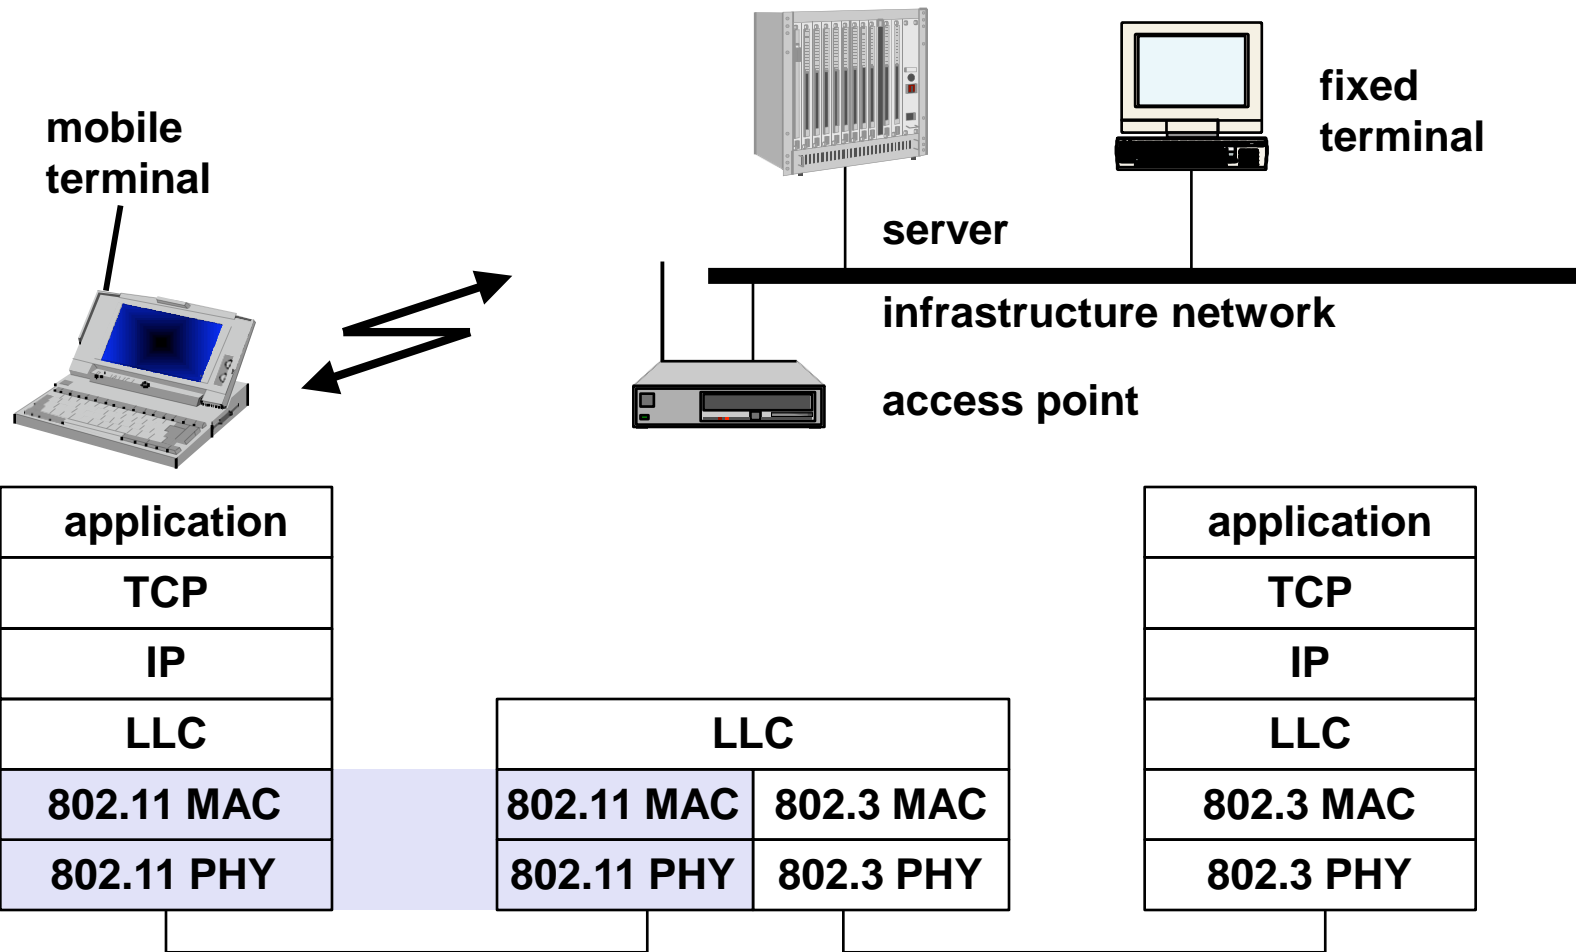 mobile
terminal
fixed
terminal
server
infrastructure network
access point
application
TCP
IP
LLC
802.11 MAC
802.11 PHY
LLC
802.11 MAC 802.3 MAC
802.11 PHY 802.3 PHY
application
TCP
IP
LLC
802.3 MAC
802.3 PHY